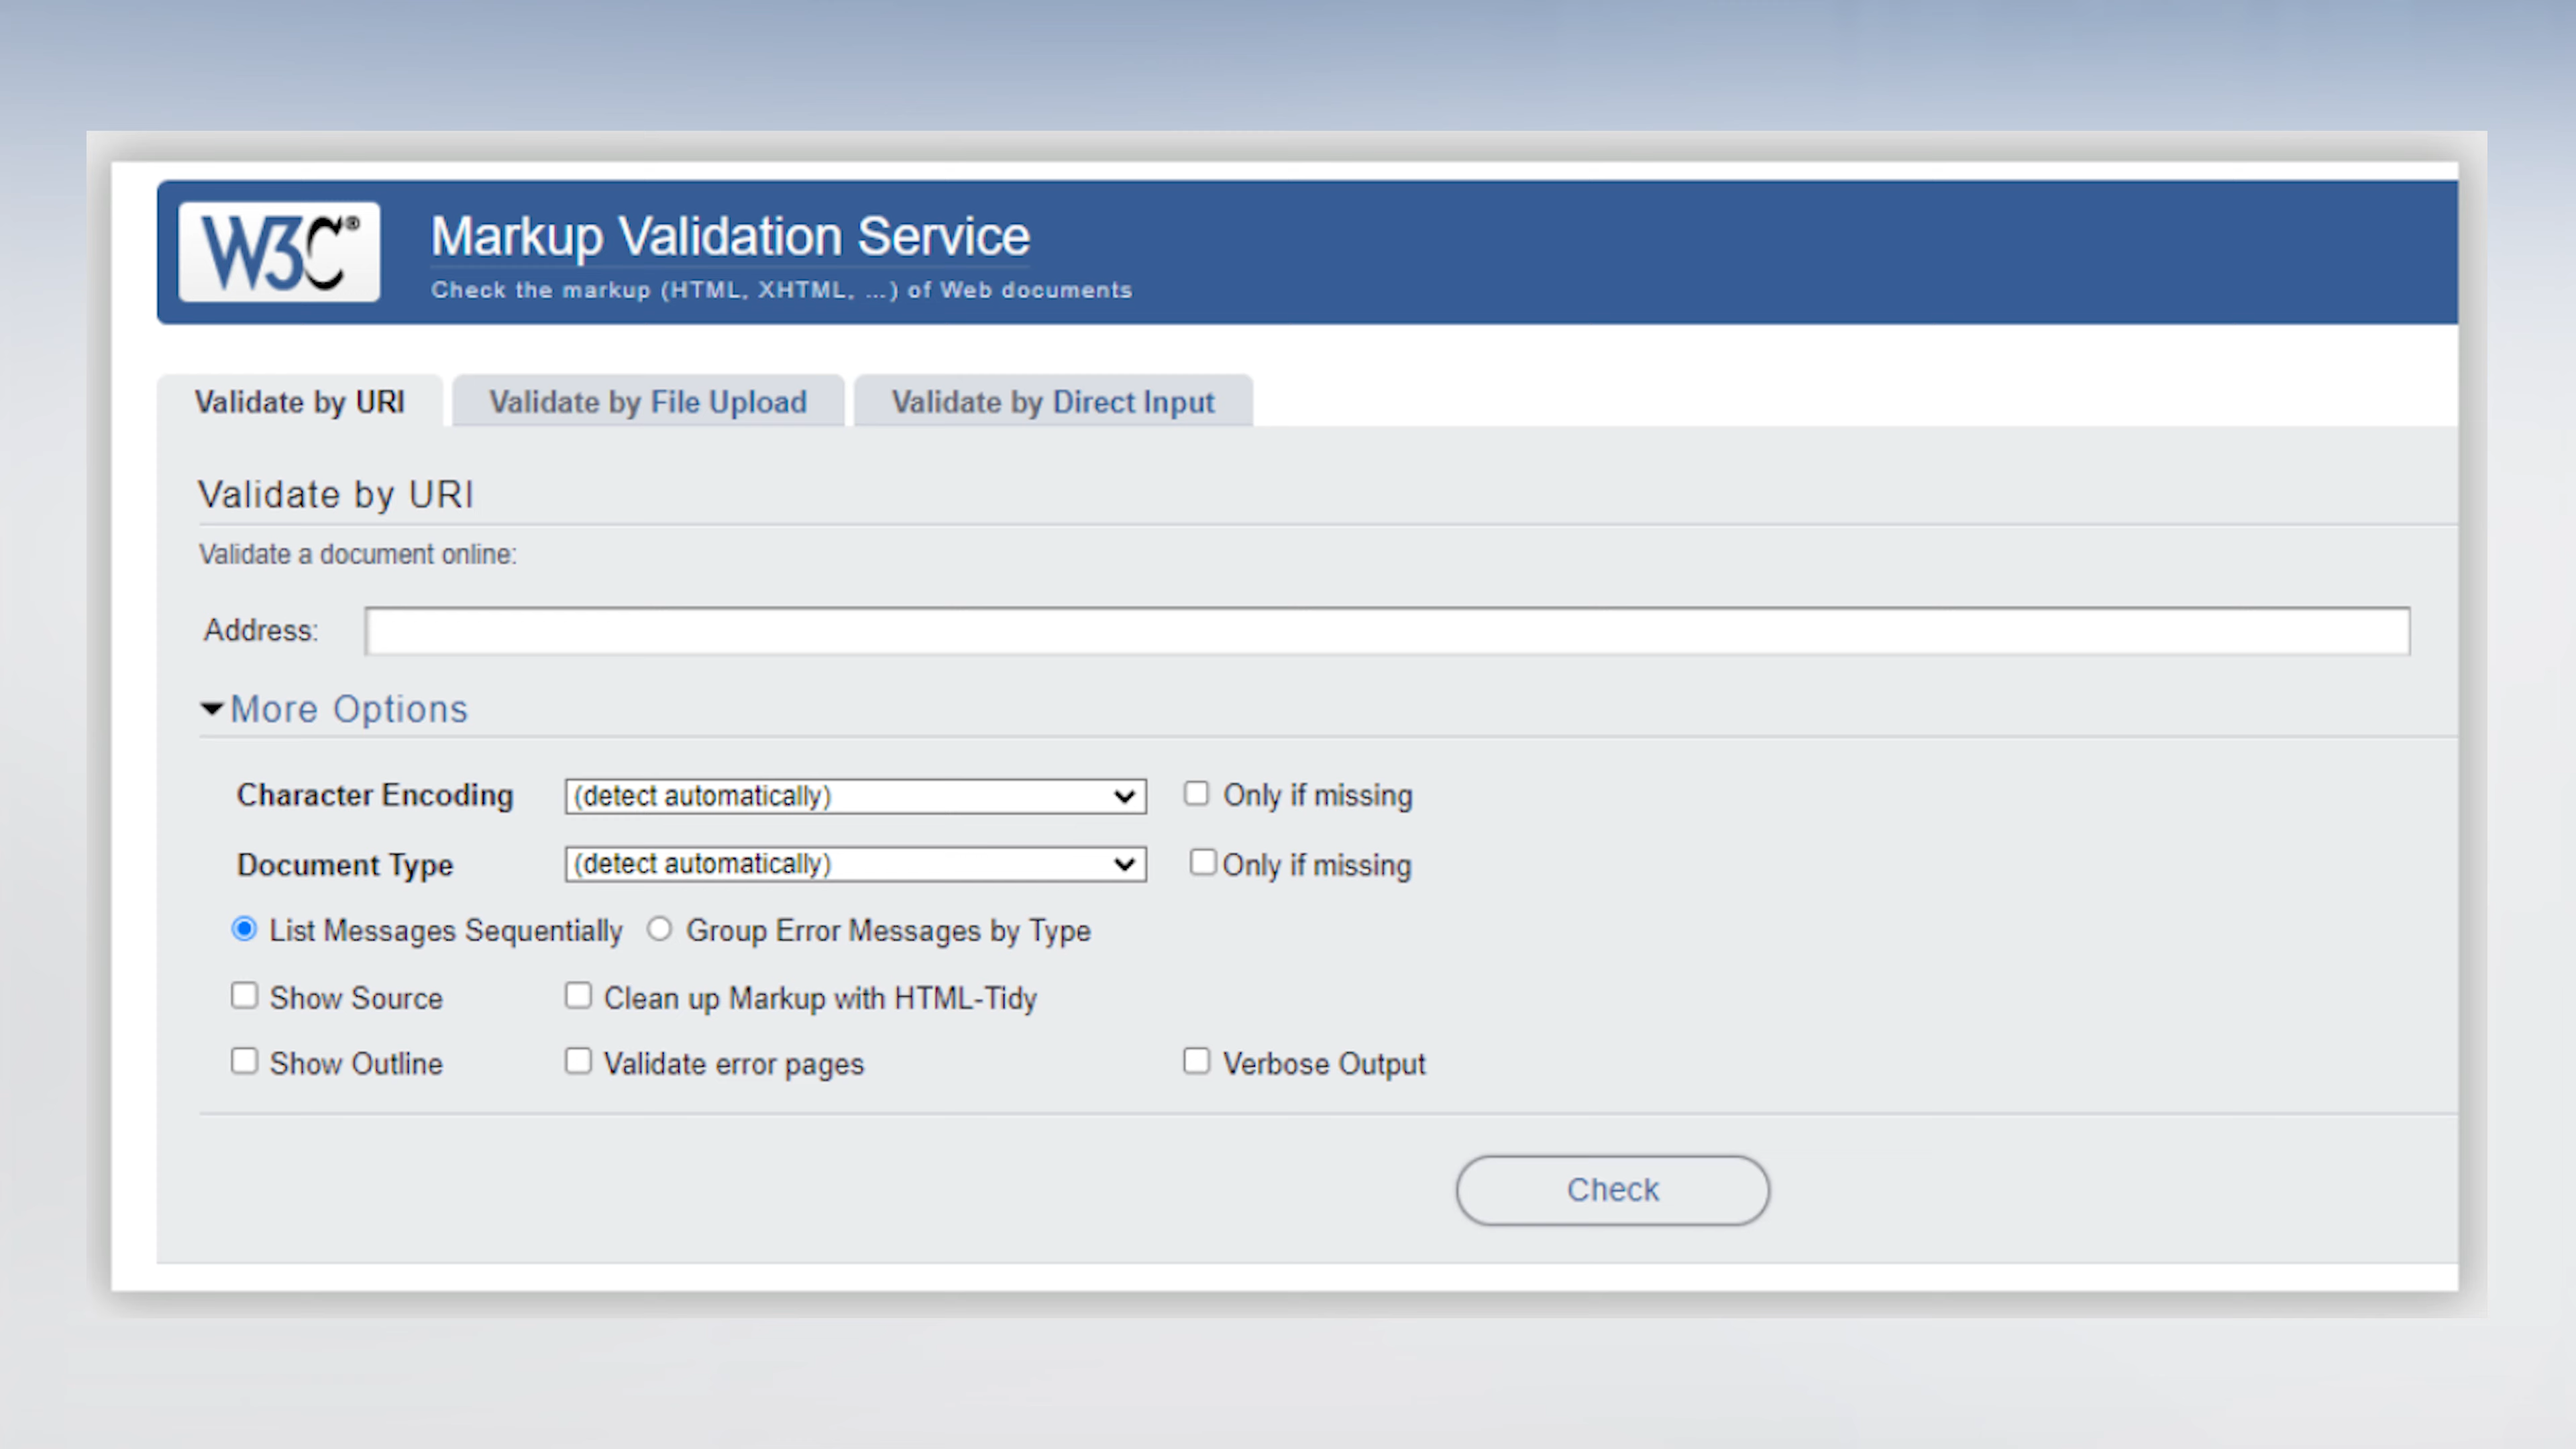 W3C®
Markup Validation Service
Check the markup (HTML, XHTML, ...) of Web documents
Validate by URI Validate by File Upload Validate by Direct Input
Validate by URI
Validate a document online:
Address:
More Options
Character Encoding (detect automatically) Only if missing
Document Type (detect automatically) Only if missing
List Messages Sequentially Group Error Messages by Type
Show Source Clean up Markup with HTML-Tidy
Show Outline Validate error pages Verbose Output
Check